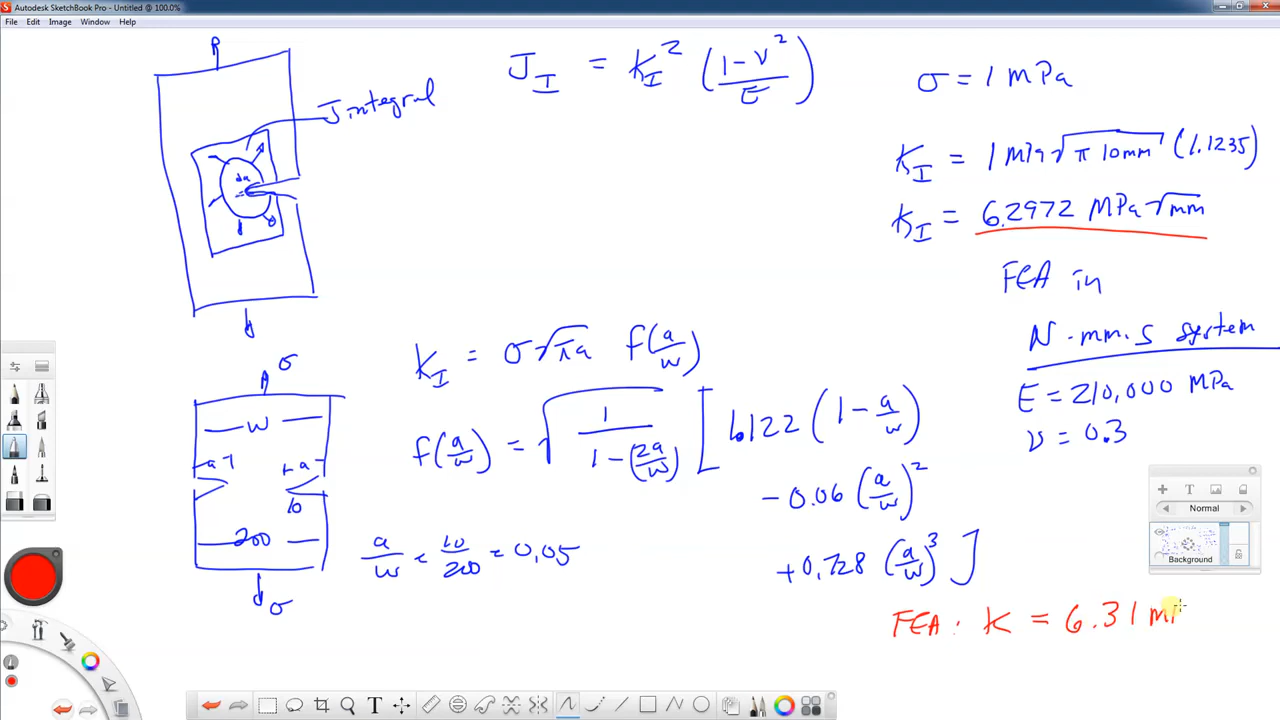 Autodesk SketchBook Pro - Untitled @ 100.0%
File Edit Image Window Help
P
J integral
da
J_I = K_I^2 ((1-ν^2)/E)
σ = 1 MPa
K_I = 1 MPa √(π 10mm) (1.1235)
K_I = 6.2972 MPa √mm
FEA in
N·mm·S system
E = 210,000 MPa
ν = 0.3
σ
W
a
a
10
200
σ
K_I = σ√πa f(a/w)
f(a/w) = √(1/(1-(2a/w))) [1.122 (1 - a/w)
- 0.06 (a/w)^2
+ 0.728 (a/w)^3 ]
a/w = 10/200 = 0.05
Normal
Background
FEA: K = 6.31 MP
T